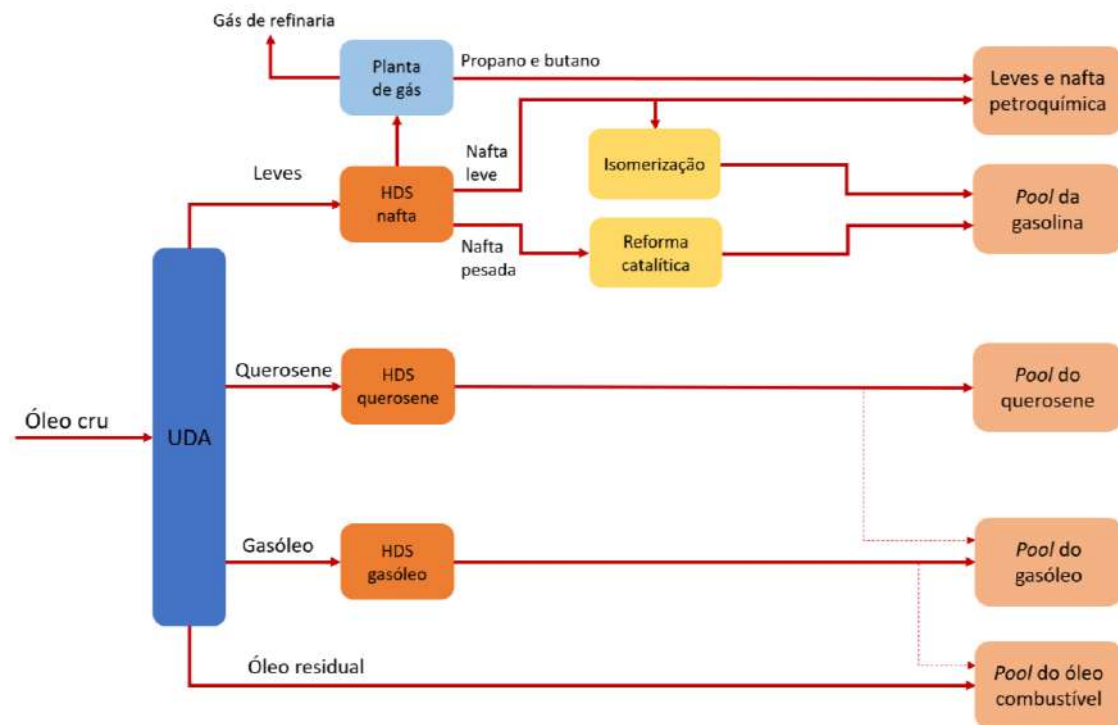 Gás de refinaria
Planta
de gás
Propano e butano
Leves e nafta
petroquímica
Nafta
leve
Isomerização
Leves
HDS
nafta
Pool da
gasolina
Nafta
pesada
Reforma
catalítica
Querosene
HDS
querosene
Pool do
querosene
Óleo cru
UDA
Gasóleo
HDS
gasóleo
Pool do
gasóleo
Óleo residual
Pool do óleo
combustível